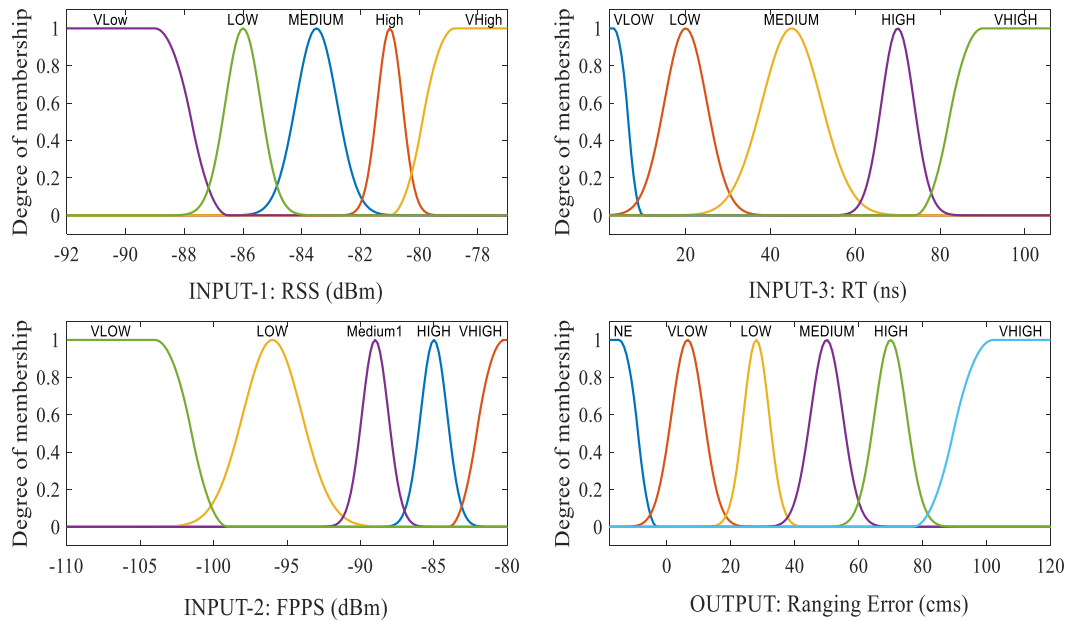 VLow LOW MEDIUM High VHigh
1
0.8
0.6
0.4
0.2
0
Degree of membership
-92 -90 -88 -86 -84 -82 -80 -78
INPUT-1: RSS (dBm)
VLOW LOW MEDIUM HIGH VHIGH
1
0.8
0.6
0.4
0.2
0
Degree of membership
20 40 60 80 100
INPUT-3: RT (ns)
VLOW LOW Medium1 HIGH VHIGH
1
0.8
0.6
0.4
0.2
0
Degree of membership
-110 -105 -100 -95 -90 -85 -80
INPUT-2: FPPS (dBm)
NE VLOW LOW MEDIUM HIGH VHIGH
1
0.8
0.6
0.4
0.2
0
Degree of membership
0 20 40 60 80 100 120
OUTPUT: Ranging Error (cms)